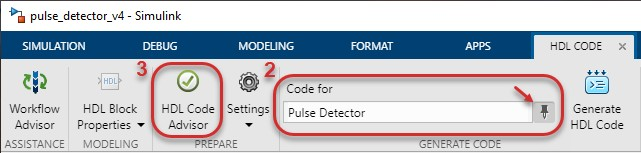 pulse_detector_v4 - Simulink
SIMULATION DEBUG MODELING FORMAT APPS HDL CODE ×
3 2
Workflow
Advisor
HDL
HDL Block
Properties
HDL Code
Advisor
Settings
Code for
Pulse Detector
Generate
HDL Code
ASSISTANCE MODELING PREPARE GENERATE CODE